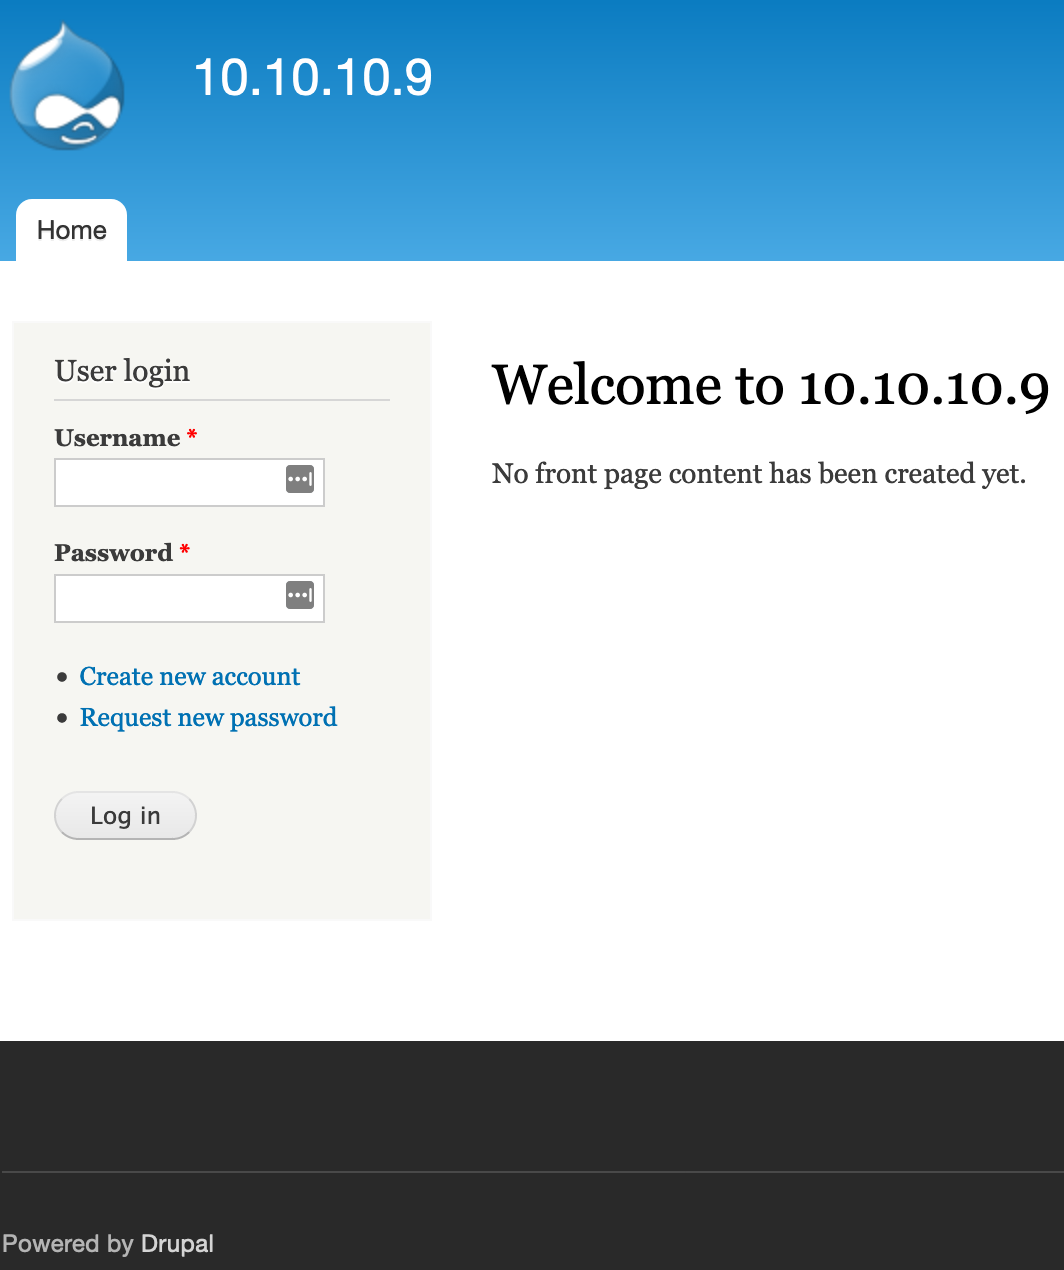 10.10.10.9
Home
User login
Username *
Password *
Create new account
Request new password
Log in
Welcome to 10.10.10.9
No front page content has been created yet.
Powered by Drupal